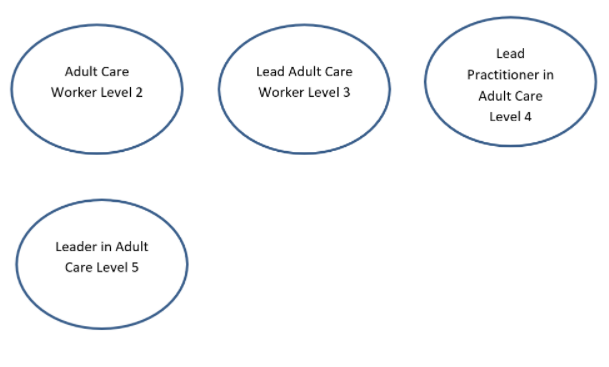 Adult Care
Worker Level 2
Lead Adult Care
Worker Level 3
Lead
Practitioner in
Adult Care
Level 4
Leader in Adult
Care Level 5